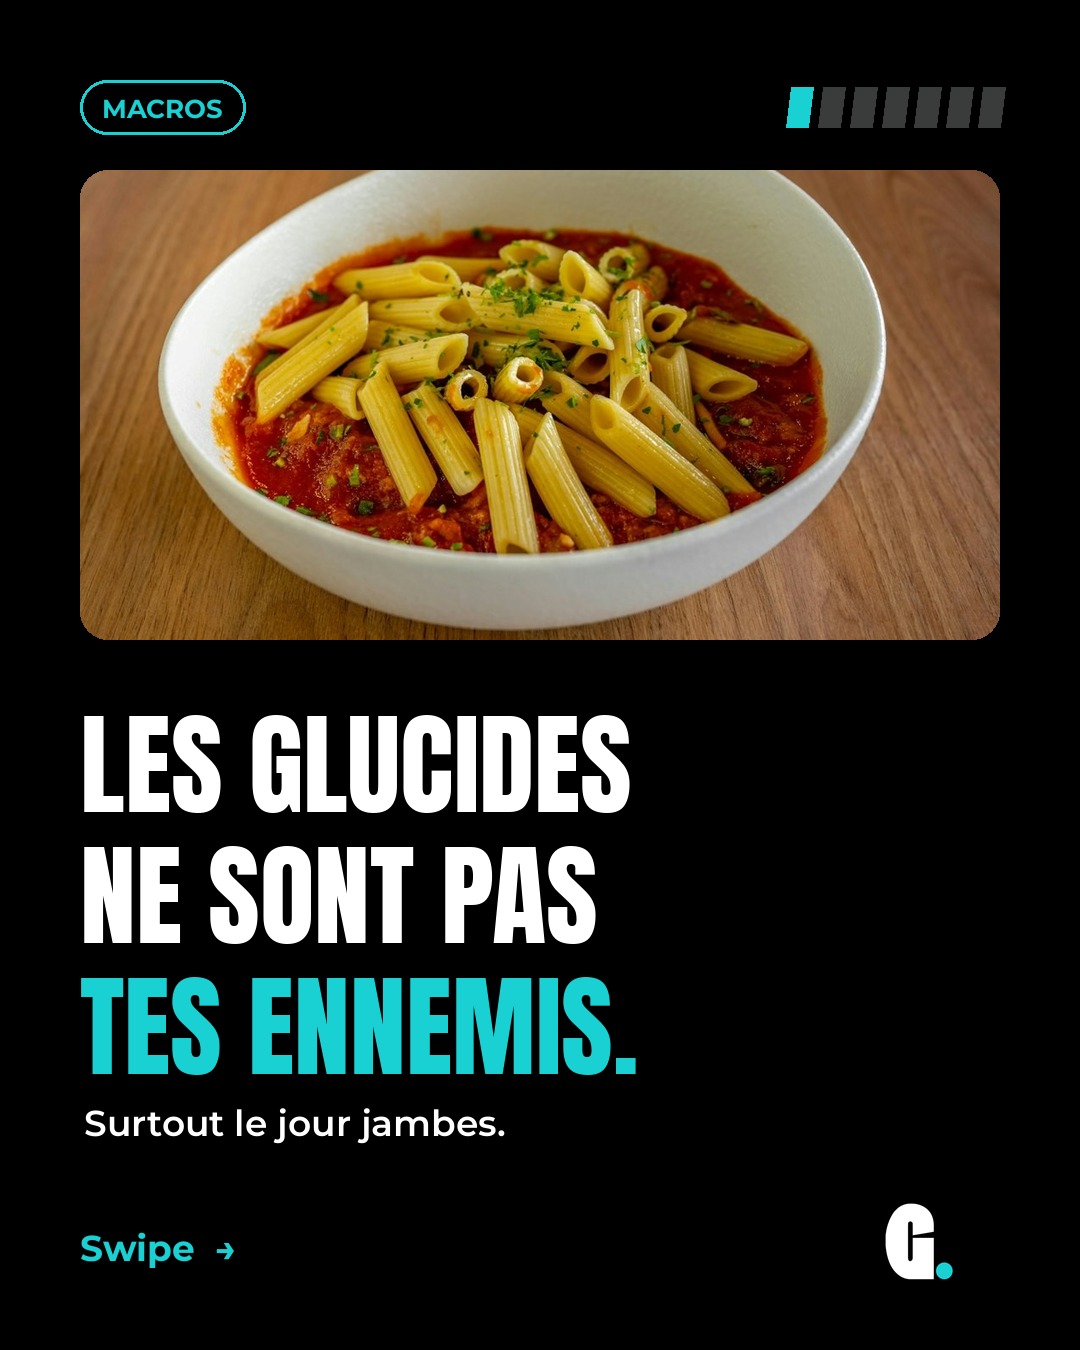 MACROS
LES GLUCIDES
NE SONT PAS
TES ENNEMIS.
Surtout le jour jambes.
Swipe →
G.